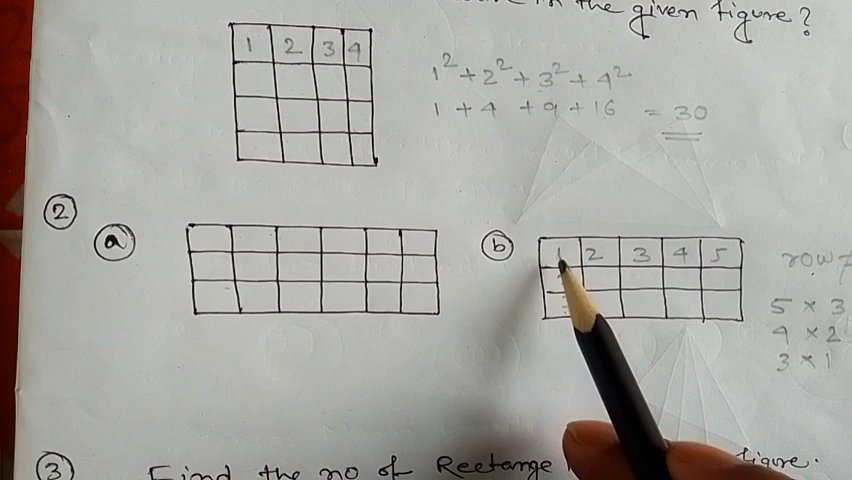 in the given figure?
1 2 3 4
1² + 2² + 3² + 4²
1 + 4 + 9 + 16 = 30
2
a
b
1 2 3 4 5
row
5 × 3
4 × 2
3 × 1
3 Find the no of Rectange figure.